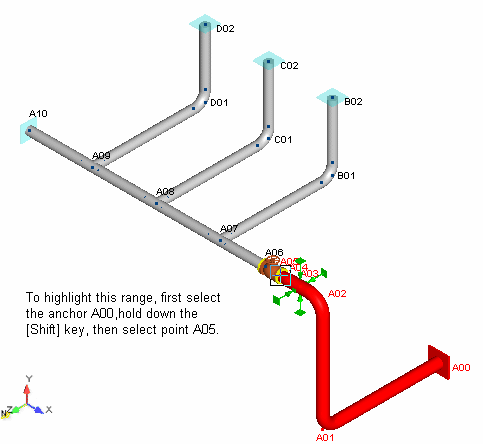 D02
C02
B02
D01
A10
C01
A09
B01
A08
A07
A06
A05
A04
A03
A02
To highlight this range, first select
the anchor A00,hold down the
[Shift] key, then select point A05.
A00
Y
Z
X
N
A01